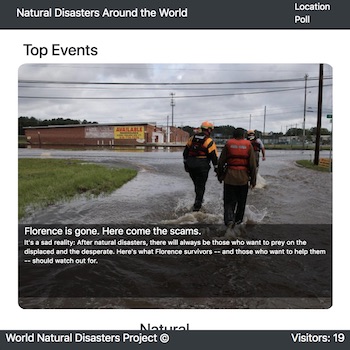 Natural Disasters Around the World
Location
Poll
Top Events
AVAILABLE
Florence is gone. Here come the scams.
It's a sad reality: After natural disasters, there will always be those who want to prey on the
displaced and the desperate. Here's what Florence survivors -- and those who want to help them
-- should watch out for.
Natural
World Natural Disasters Project ©
Visitors: 19